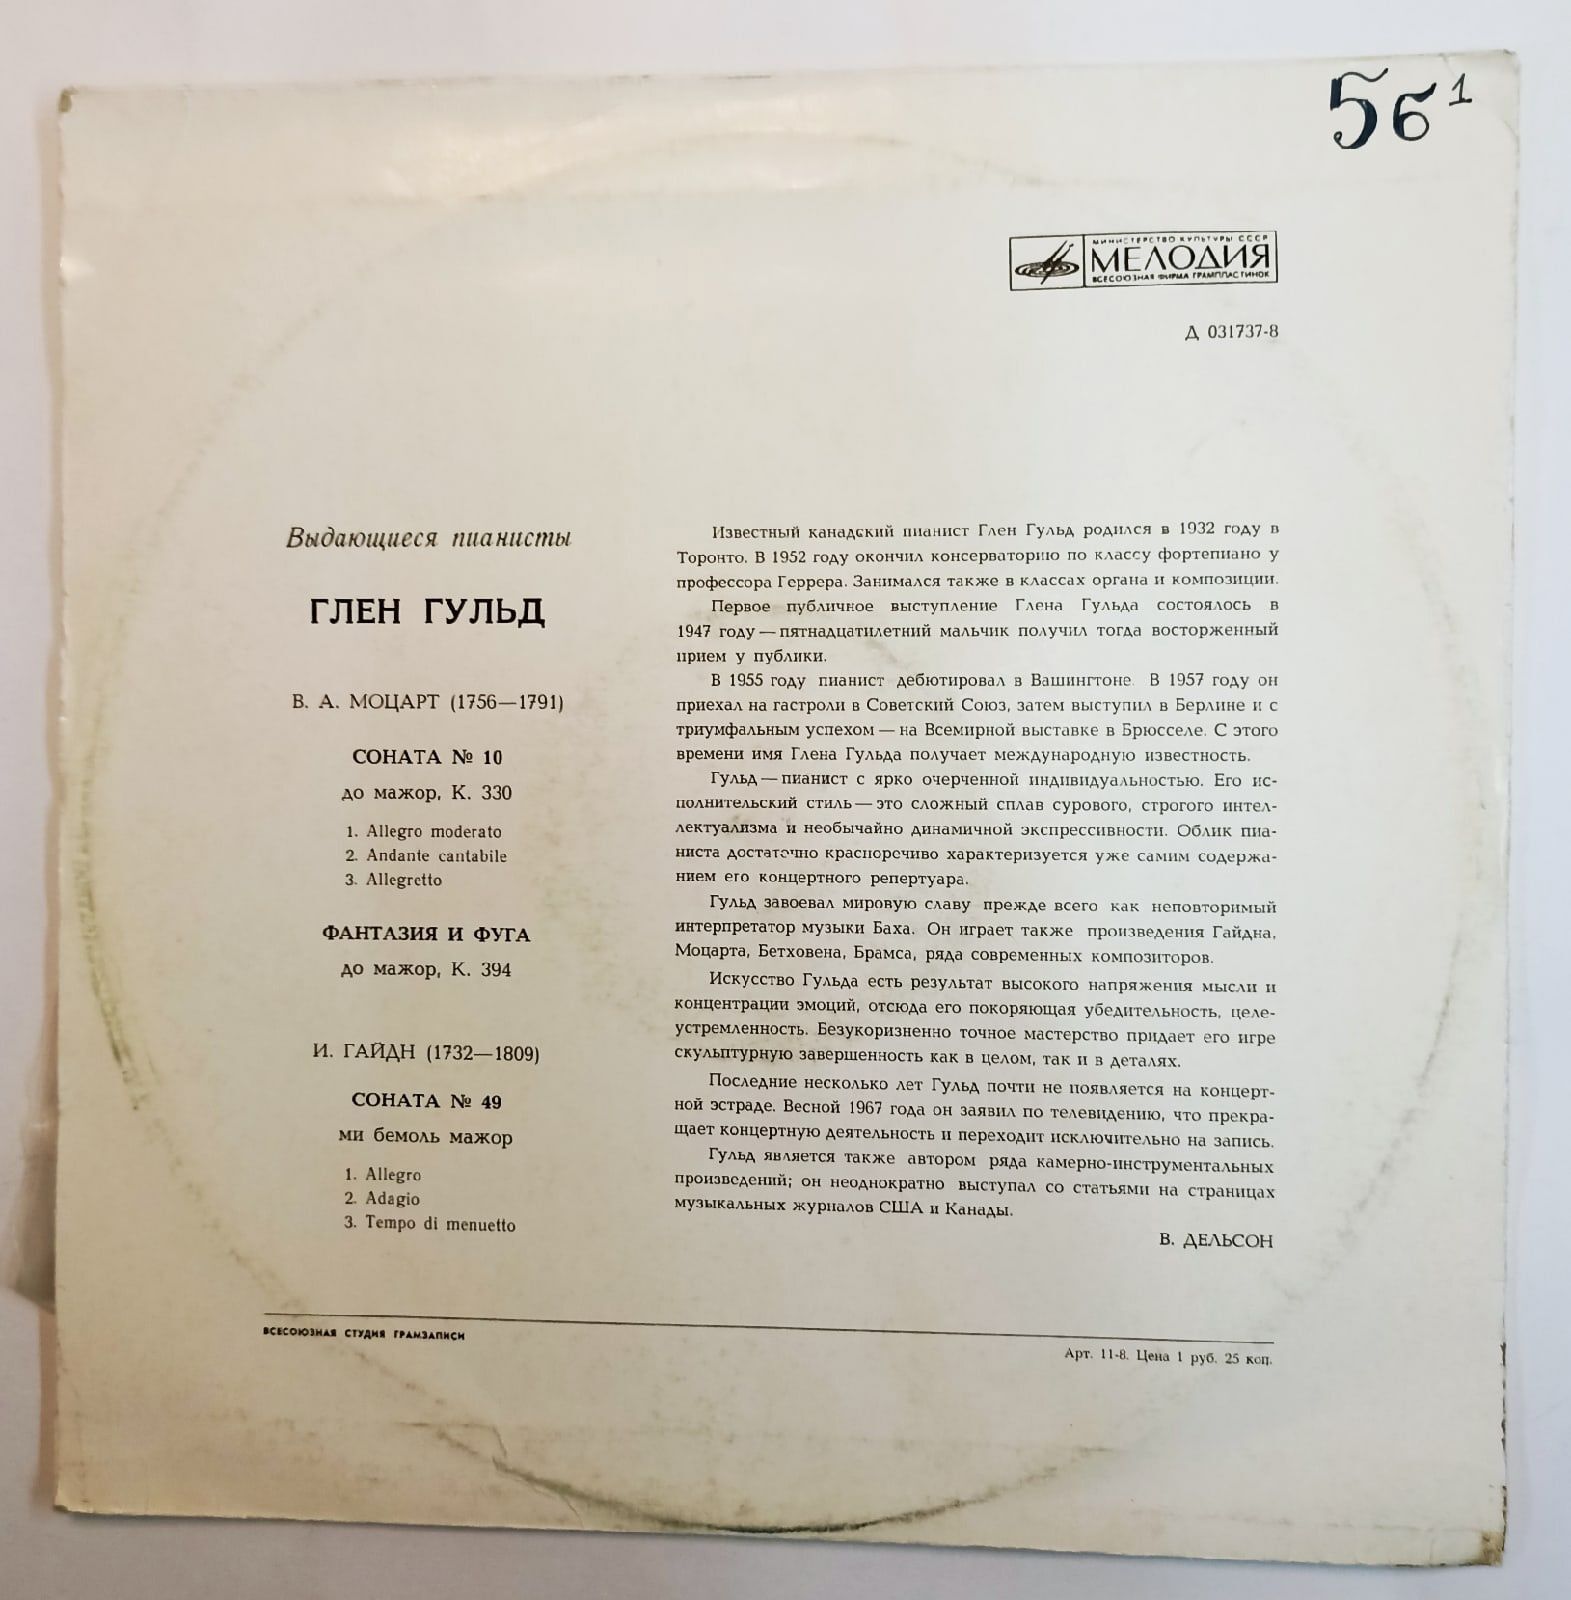 5б¹
МИНИСТЕРСТВО КУЛЬТУРЫ СССР
МЕЛОДИЯ
ВСЕСОЮЗНАЯ ФИРМА ГРАМПЛАСТИНОК
Д 031737-8
Выдающиеся пианисты
ГЛЕН ГУЛЬД
В. А. МОЦАРТ (1756—1791)
СОНАТА № 10
до мажор, К. 330
1. Allegro moderato
2. Andante cantabile
3. Allegretto
ФАНТАЗИЯ И ФУГА
до мажор, К. 394
И. ГАЙДН (1732—1809)
СОНАТА № 49
ми бемоль мажор
1. Allegro
2. Adagio
3. Tempo di menuetto
Известный канадский пианист Глен Гульд родился в 1932 году в
Торонто. В 1952 году окончил консерваторию по классу фортепиано у
профессора Геррера. Занимался также в классах органа и композиции.
Первое публичное выступление Глена Гульда состоялось в
1947 году — пятнадцатилетний мальчик получил тогда восторженный
прием у публики.
В 1955 году пианист дебютировал в Вашингтоне. В 1957 году он
приехал на гастроли в Советский Союз, затем выступил в Берлине и с
триумфальным успехом — на Всемирной выставке в Брюсселе. С этого
времени имя Глена Гульда получает международную известность.
Гульд — пианист с ярко очерченной индивидуальностью. Его ис-
полнительский стиль — это сложный сплав сурового, строгого интел-
лектуализма и необычайно динамичной экспрессивности. Облик пиа-
ниста достаточно красноречиво характеризуется уже самим содержа-
нием его концертного репертуара.
Гульд завоевал мировую славу прежде всего как неповторимый
интерпретатор музыки Баха. Он играет также произведения Гайдна,
Моцарта, Бетховена, Брамса, ряда современных композиторов.
Искусство Гульда есть результат высокого напряжения мысли и
концентрации эмоций, отсюда его покоряющая убедительность, целе-
устремленность. Безукоризненно точное мастерство придает его игре
скульптурную завершенность как в целом, так и в деталях.
Последние несколько лет Гульд почти не появляется на концерт-
ной эстраде. Весной 1967 года он заявил по телевидению, что прекра-
щает концертную деятельность и переходит исключительно на запись.
Гульд является также автором ряда камерно-инструментальных
произведений; он неоднократно выступал со статьями на страницах
музыкальных журналов США и Канады.
В. ДЕЛЬСОН
ВСЕСОЮЗНАЯ СТУДИЯ ГРАМЗАПИСИ
Арт. 11-8. Цена 1 руб. 25 коп.